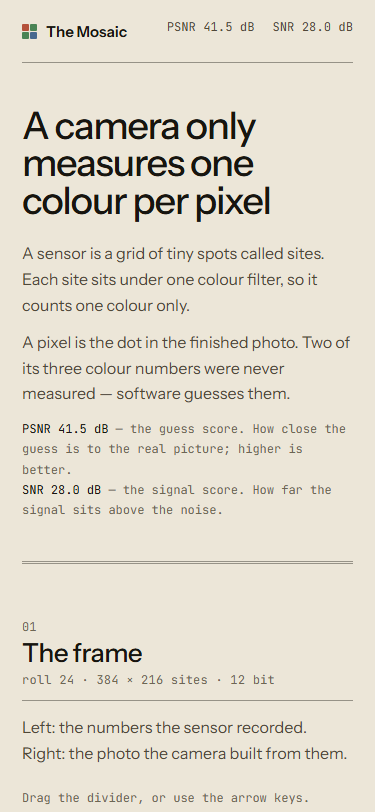 The Mosaic
PSNR 41.5 dB SNR 28.0 dB
A camera only
measures one
colour per pixel
A sensor is a grid of tiny spots called sites.
Each site sits under one colour filter, so it
counts one colour only.
A pixel is the dot in the finished photo. Two of
its three colour numbers were never
measured — software guesses them.
PSNR 41.5 dB — the guess score. How close the
guess is to the real picture; higher is
better.
SNR 28.0 dB — the signal score. How far the
signal sits above the noise.
01
The frame
roll 24 · 384 × 216 sites · 12 bit
Left: the numbers the sensor recorded.
Right: the photo the camera built from them.
Drag the divider, or use the arrow keys.